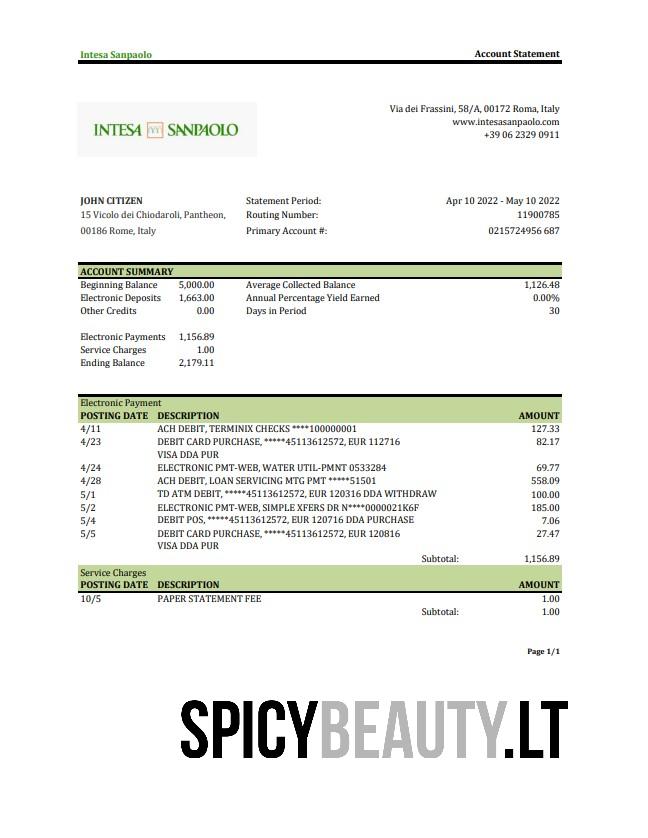 Intesa Sanpaolo Account Statement
INTESA SANPAOLO
Via dei Frassini, 58/A, 00172 Roma, Italy
www.intesasanpaolo.com
+39 06 2329 0911
JOHN CITIZEN Statement Period: Apr 10 2022 - May 10 2022
15 Vicolo dei Chiodaroli, Pantheon, Routing Number: 11900785
00186 Rome, Italy Primary Account #: 0215724956 687
ACCOUNT SUMMARY
Beginning Balance 5,000.00 Average Collected Balance 1,126.48
Electronic Deposits 1,663.00 Annual Percentage Yield Earned 0.00%
Other Credits 0.00 Days in Period 30
Electronic Payments 1,156.89
Service Charges 1.00
Ending Balance 2,179.11
Electronic Payment
POSTING DATE DESCRIPTION AMOUNT
4/11 ACH DEBIT, TERMINIX CHECKS ****100000001 127.33
4/23 DEBIT CARD PURCHASE, *****45113612572, EUR 112716 82.17
VISA DDA PUR
4/24 ELECTRONIC PMT-WEB, WATER UTIL-PMNT 0533284 69.77
4/28 ACH DEBIT, LOAN SERVICING MTG PMT *****51501 558.09
5/1 TD ATM DEBIT, *****45113612572, EUR 120316 DDA WITHDRAW 100.00
5/2 ELECTRONIC PMT-WEB, SIMPLE XFERS DR N****0000021K6F 185.00
5/4 DEBIT POS, *****45113612572, EUR 120716 DDA PURCHASE 7.06
5/5 DEBIT CARD PURCHASE, *****45113612572, EUR 120816 27.47
VISA DDA PUR
Subtotal: 1,156.89
Service Charges
POSTING DATE DESCRIPTION AMOUNT
10/5 PAPER STATEMENT FEE 1.00
Subtotal: 1.00
Page 1/1
SPICYBEAUTY.LT